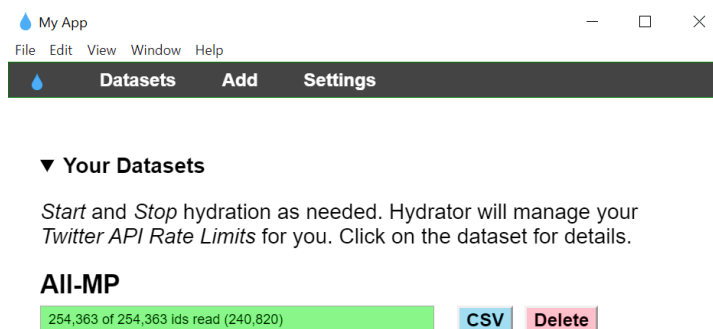 My App
File Edit View Window Help
Datasets Add Settings
▼ Your Datasets
Start and Stop hydration as needed. Hydrator will manage your
Twitter API Rate Limits for you. Click on the dataset for details.
All-MP
254,363 of 254,363 ids read (240,820) CSV Delete